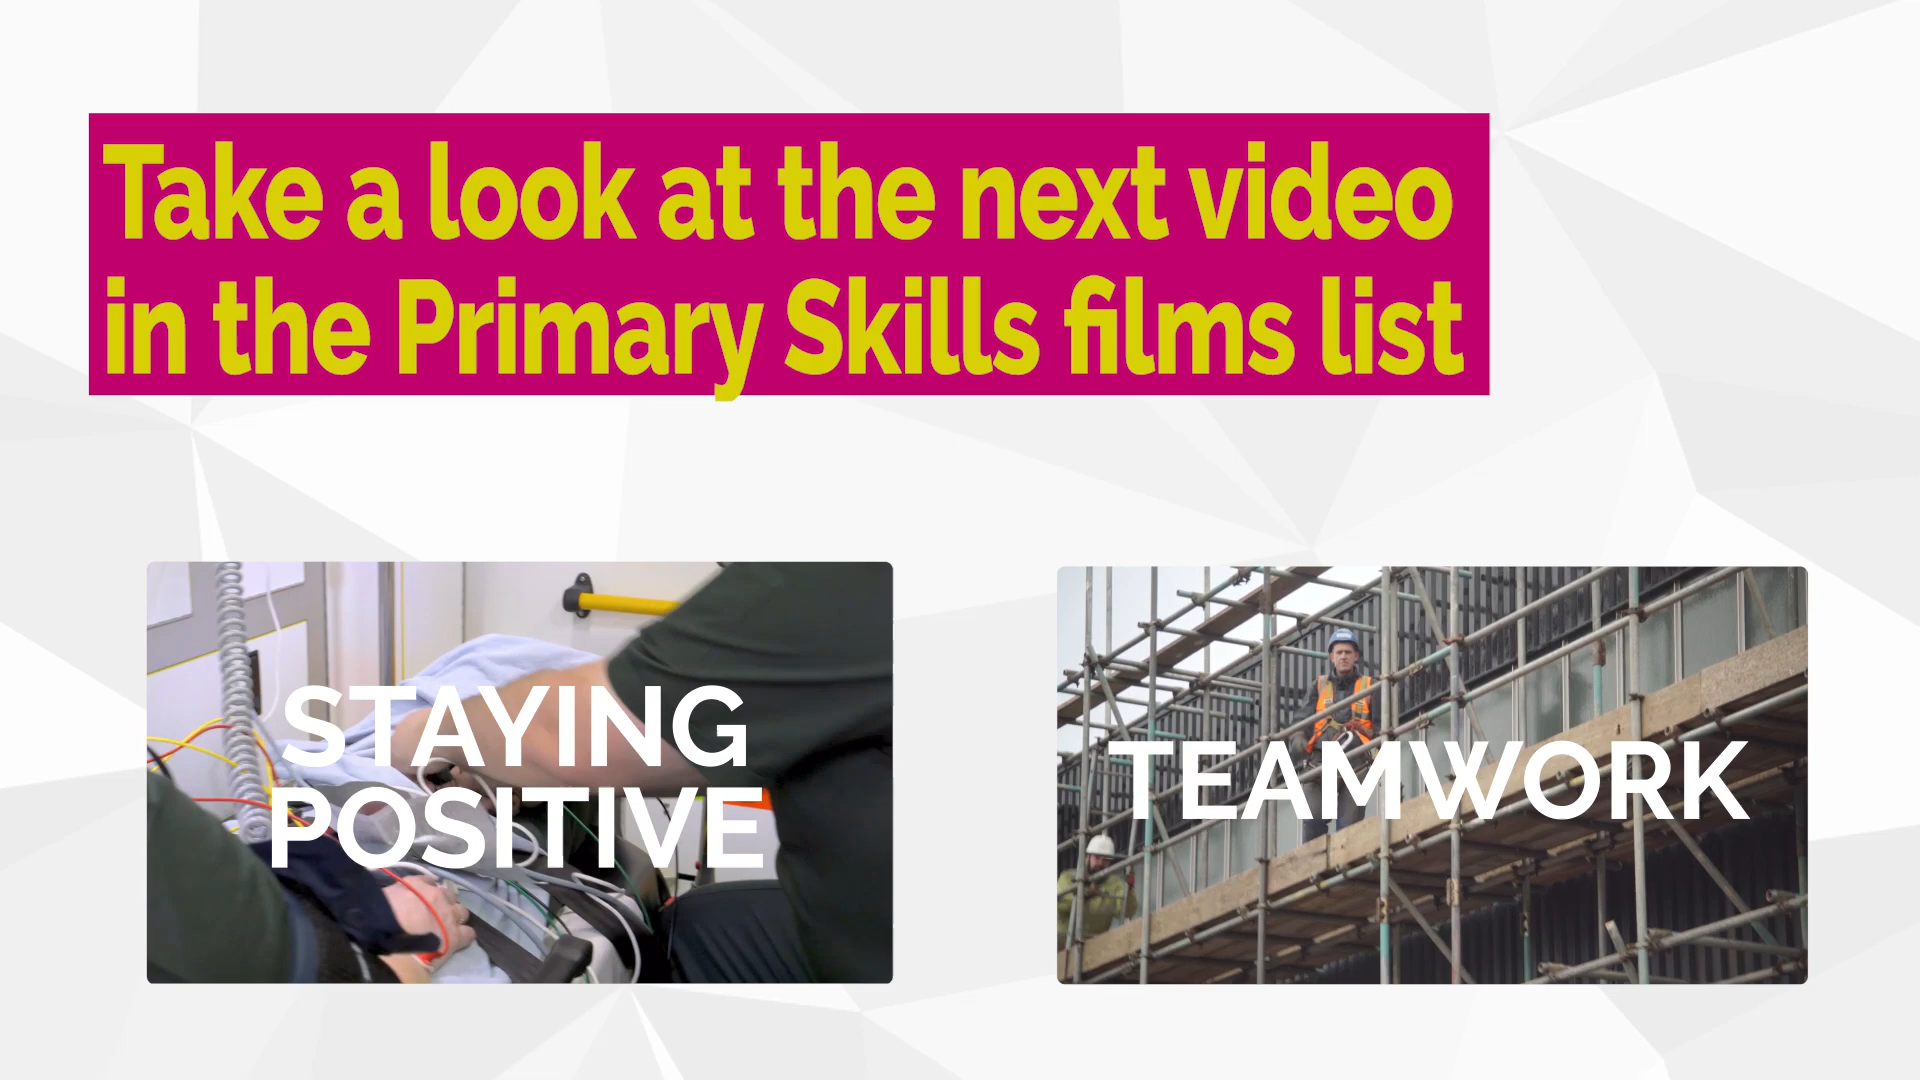 Take a look at the next video
in the Primary Skills films list
STAYING
POSITIVE
TEAMWORK